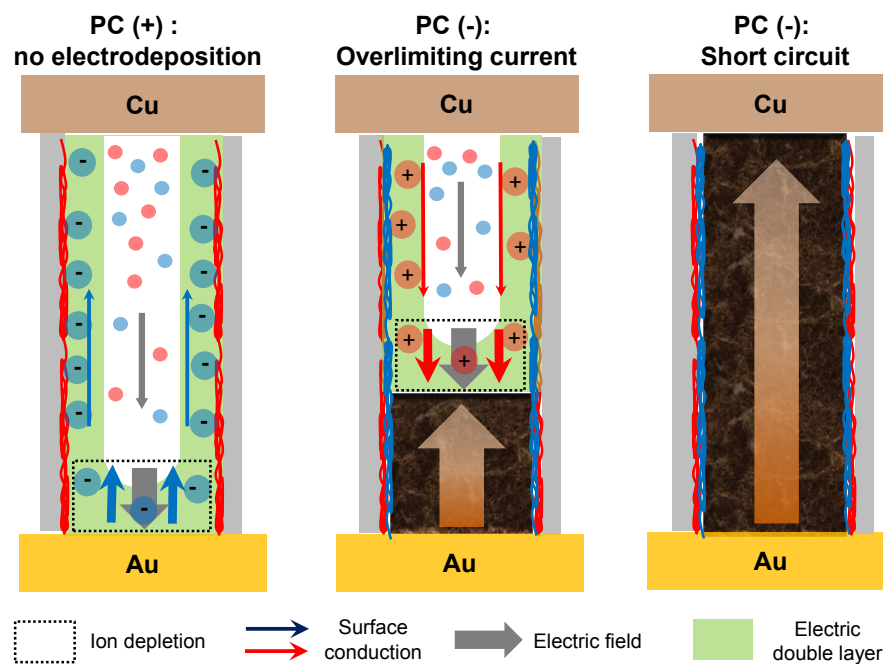 PC (+) :
no electrodeposition
PC (-):
Overlimiting current
PC (-):
Short circuit
Cu
Cu
Cu
- -
- -
- -
- -
- -
- -
- -
-
+ +
+ +
+ +
+ +
+
Au
Au
Au
Ion depletion
Surface
conduction
Electric field
Electric
double layer